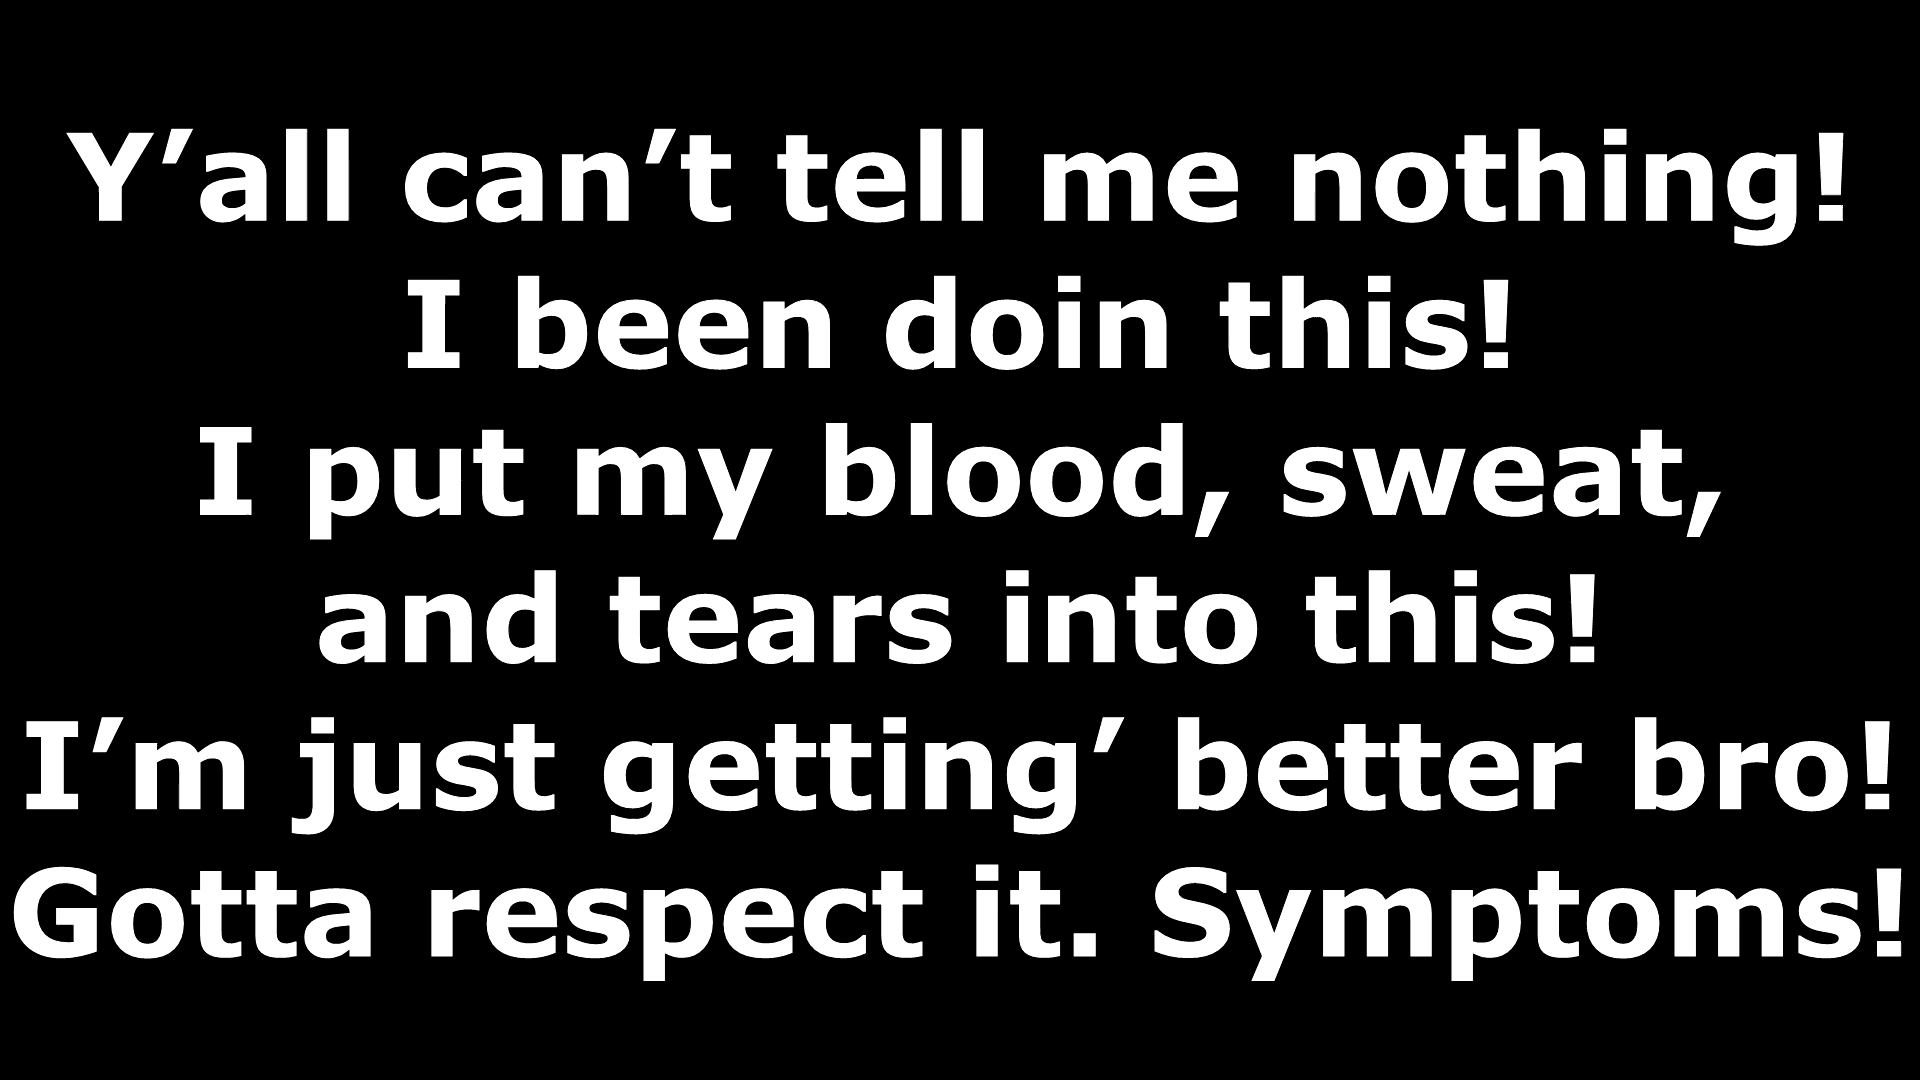 Y’all can’t tell me nothing!
I been doin this!
I put my blood, sweat,
and tears into this!
I’m just getting’ better bro!
Gotta respect it. Symptoms!